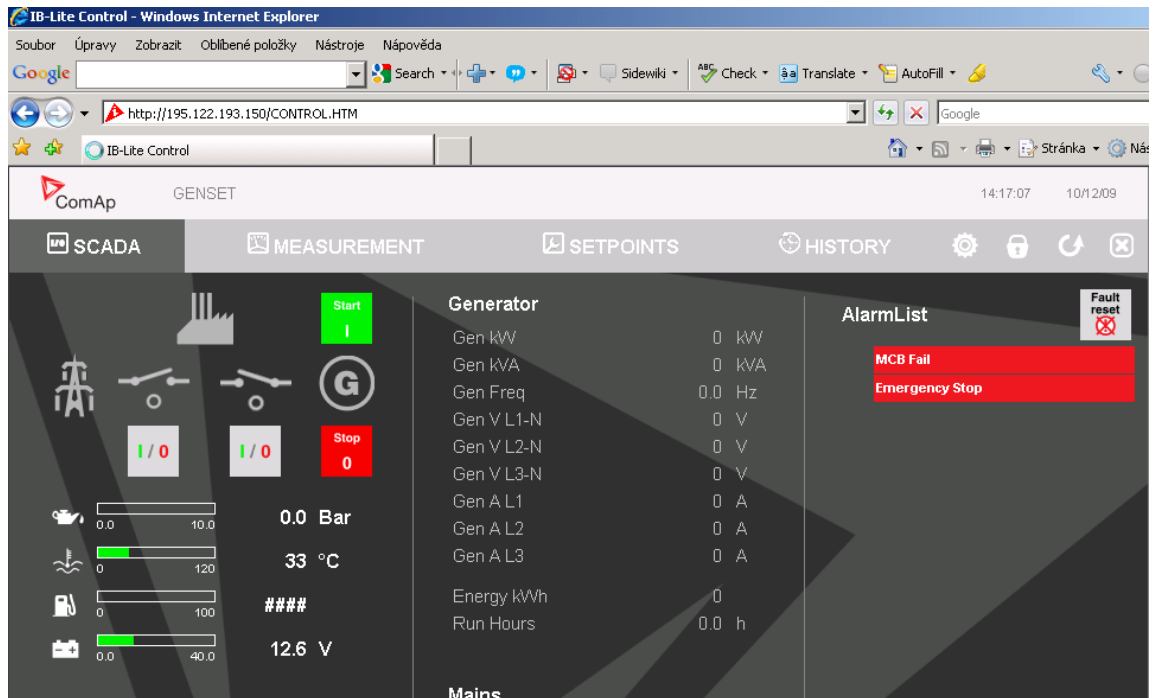 IB-Lite Control - Windows Internet Explorer
Soubor Úpravy Zobrazit Oblíbené položky Nástroje Nápověda
Google Search Sidewiki ABC Check âa Translate AutoFill
http://195.122.193.150/CONTROL.HTM Google
IB-Lite Control Stránka Nás
ComAp GENSET 14:17:07 10/12/09
I/O SCADA MEASUREMENT SETPOINTS HISTORY
Start
I
G
I / 0 I / 0
Stop
0
0.0 10.0 0.0 Bar
0 120 33 °C
0 100 ####
0.0 40.0 12.6 V
Generator
Gen kW 0 kW
Gen kVA 0 kVA
Gen Freq 0.0 Hz
Gen V L1-N 0 V
Gen V L2-N 0 V
Gen V L3-N 0 V
Gen A L1 0 A
Gen A L2 0 A
Gen A L3 0 A
Energy kWh 0
Run Hours 0.0 h
Mains
AlarmList
Fault
reset
MCB Fail
Emergency Stop